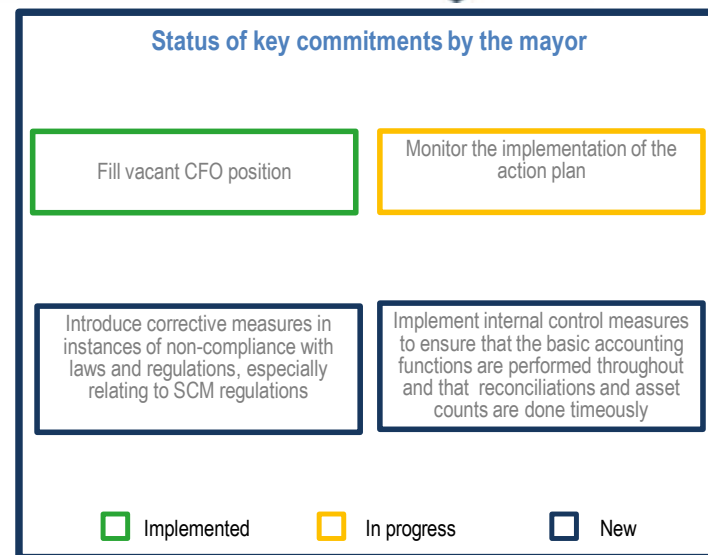 Status of key commitments by the mayor
Fill vacant CFO position
Monitor the implementation of the
action plan
Introduce corrective measures in
instances of non-compliance with
laws and regulations, especially
relating to SCM regulations
Implement internal control measures
to ensure that the basic accounting
functions are performed throughout
and that reconciliations and asset
counts are done timeously
Implemented
In progress
New